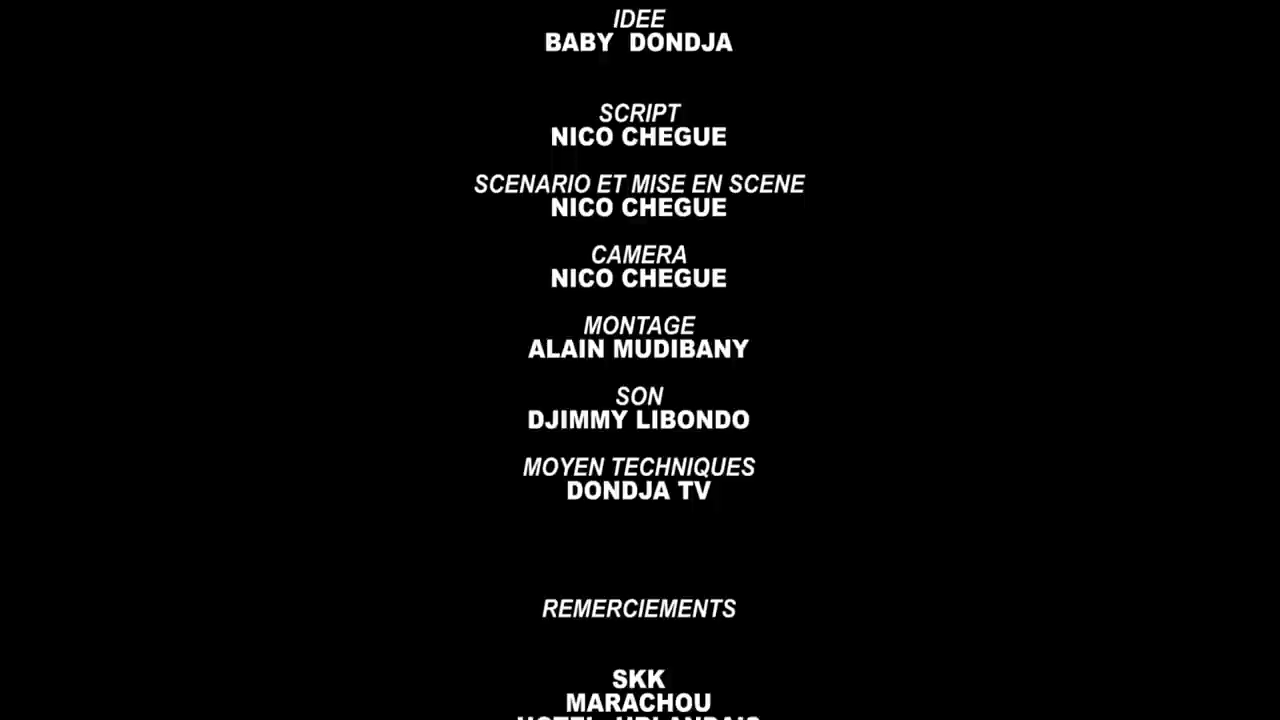 IDEE
BABY DONDJA
SCRIPT
NICO CHEGUE
SCENARIO ET MISE EN SCENE
NICO CHEGUE
CAMERA
NICO CHEGUE
MONTAGE
ALAIN MUDIBANY
SON
DJIMMY LIBONDO
MOYEN TECHNIQUES
DONDJA TV
REMERCIEMENTS
SKK
MARACHOU
HOTEL